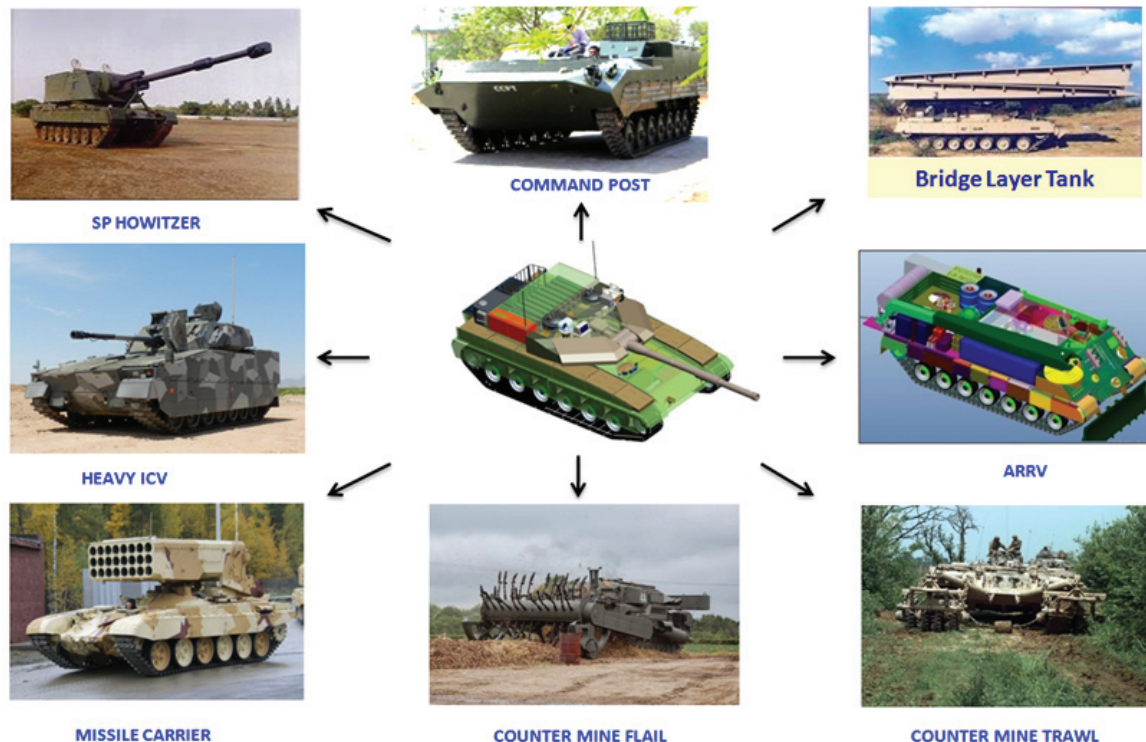 COMMAND POST
Bridge Layer Tank
SP HOWITZER
HEAVY ICV
ARRV
MISSILE CARRIER
COUNTER MINE FLAIL
COUNTER MINE TRAWL